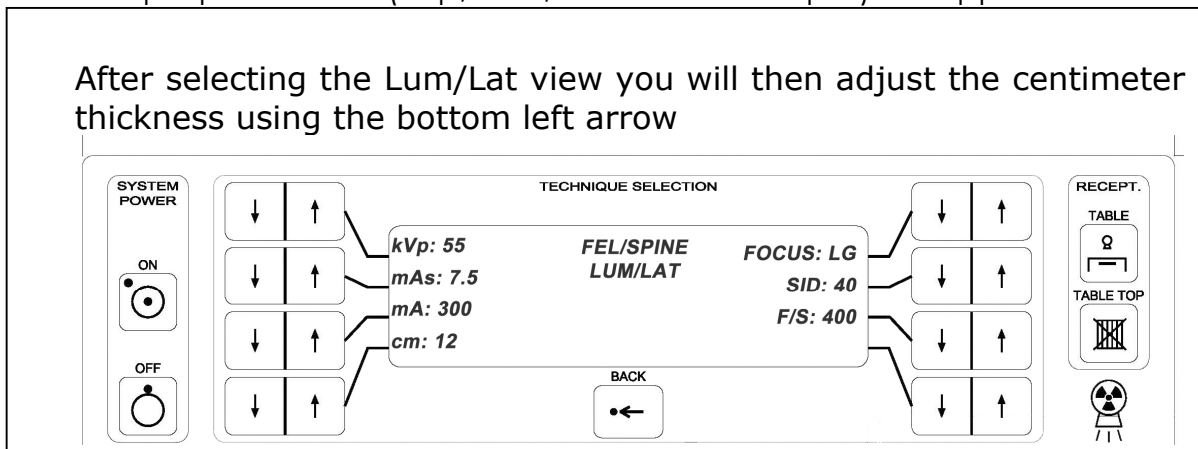 After selecting the Lum/Lat view you will then adjust the centimeter
thickness using the bottom left arrow
SYSTEM
POWER
TECHNIQUE SELECTION
RECEPT.
TABLE
kVp: 55
FEL/SPINE
FOCUS: LG
ON
mAs: 7.5
LUM/LAT
SID: 40
TABLE TOP
mA: 300
F/S: 400
cm: 12
OFF
BACK